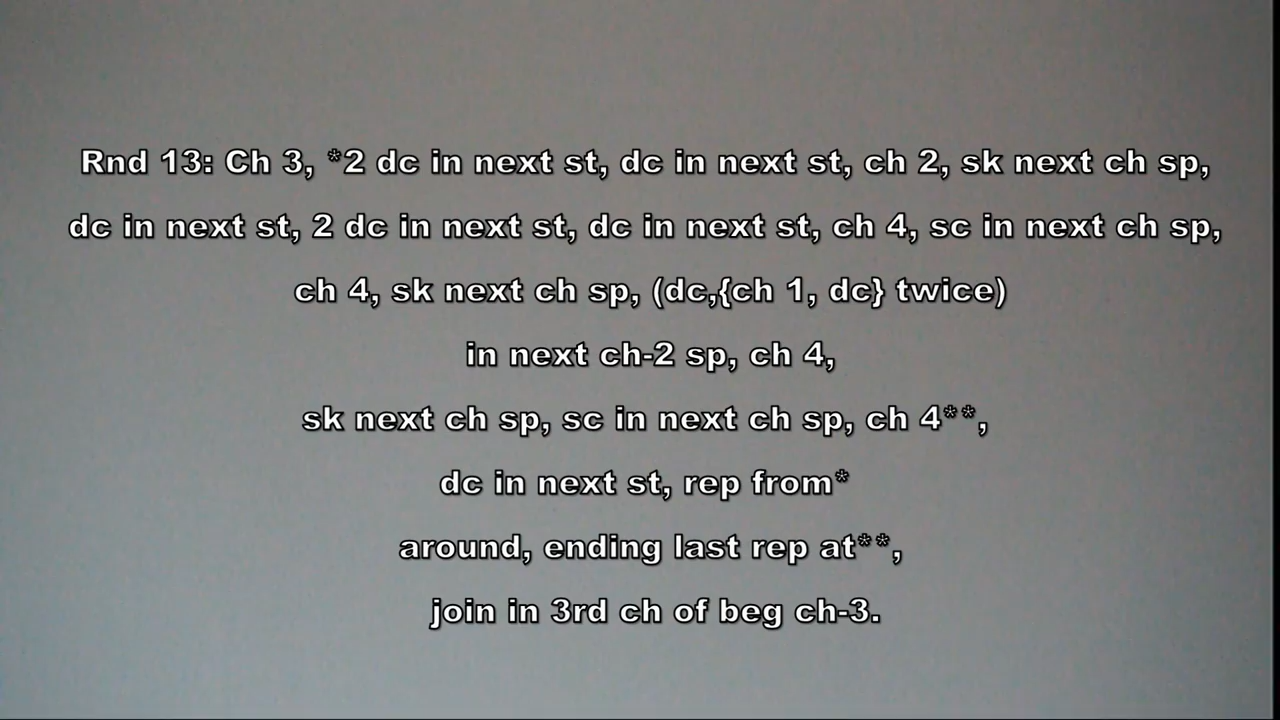 Rnd 13: Ch 3, *2 dc in next st, dc in next st, ch 2, sk next ch sp,
dc in next st, 2 dc in next st, dc in next st, ch 4, sc in next ch sp,
ch 4, sk next ch sp, (dc,{ch 1, dc} twice)
in next ch-2 sp, ch 4,
sk next ch sp, sc in next ch sp, ch 4**,
dc in next st, rep from*
around, ending last rep at**,
join in 3rd ch of beg ch-3.